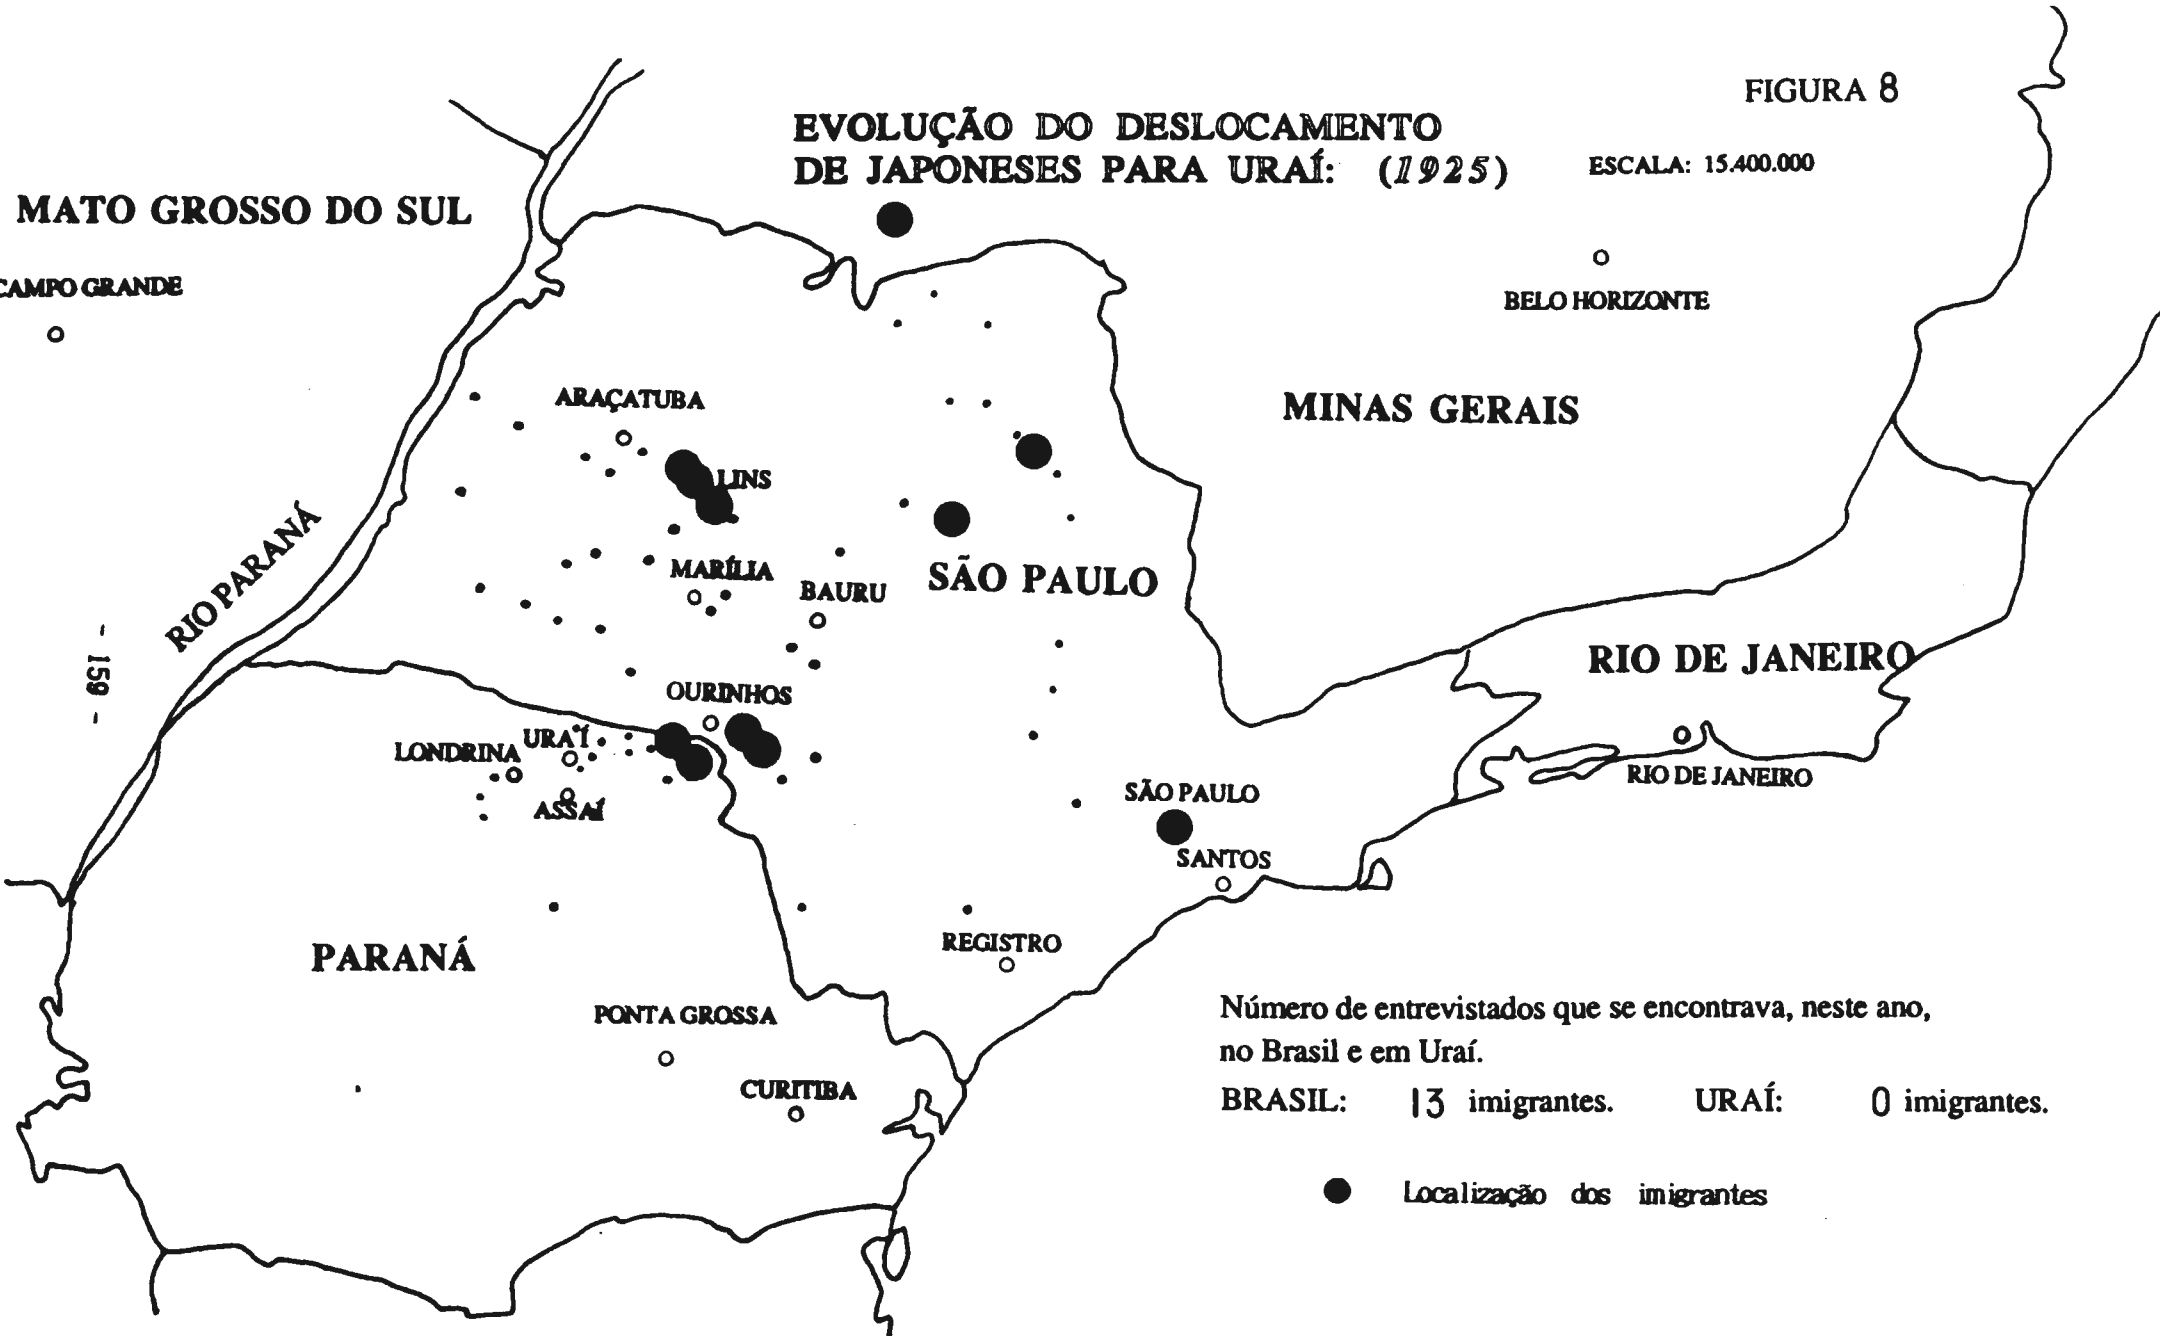 FIGURA 8
EVOLUÇÃO DO DESLOCAMENTO
DE JAPONESES PARA URAÍ: (1925)
ESCALA: 15.400.000
MATO GROSSO DO SUL
CAMPO GRANDE
BELO HORIZONTE
ARAÇATUBA
MINAS GERAIS
LINS
RIO PARANÁ
MARÍLIA
BAURU
SÃO PAULO
- 159 -
RIO DE JANEIRO
OURINHOS
URAÍ
LONDRINA
RIO DE JANEIRO
SÃO PAULO
ASSAÍ
SANTOS
PARANÁ
REGISTRO
PONTA GROSSA
CURITIBA
Número de entrevistados que se encontrava, neste ano,
no Brasil e em Uraí.
BRASIL: 13 imigrantes. URAÍ: 0 imigrantes.
Localização dos imigrantes